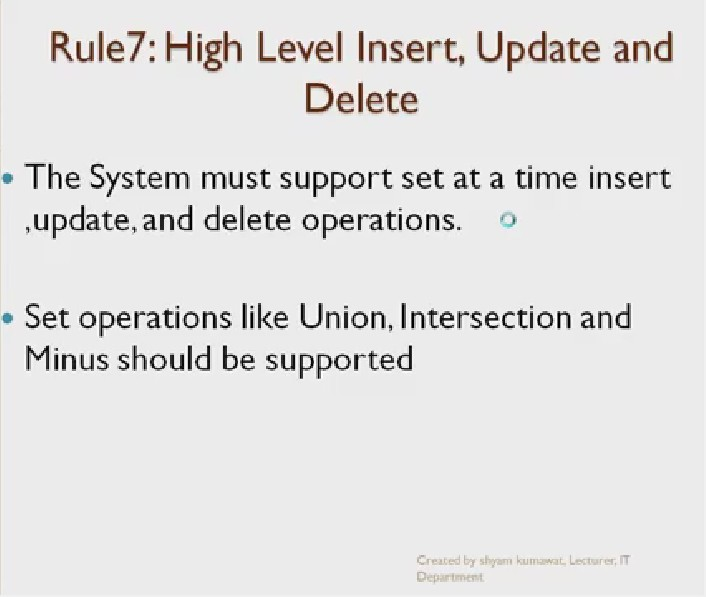 Rule7: High Level Insert, Update and
Delete
The System must support set at a time insert
,update, and delete operations.
Set operations like Union, Intersection and
Minus should be supported
Created by shyam kumawat, Lecturer, IT
Department